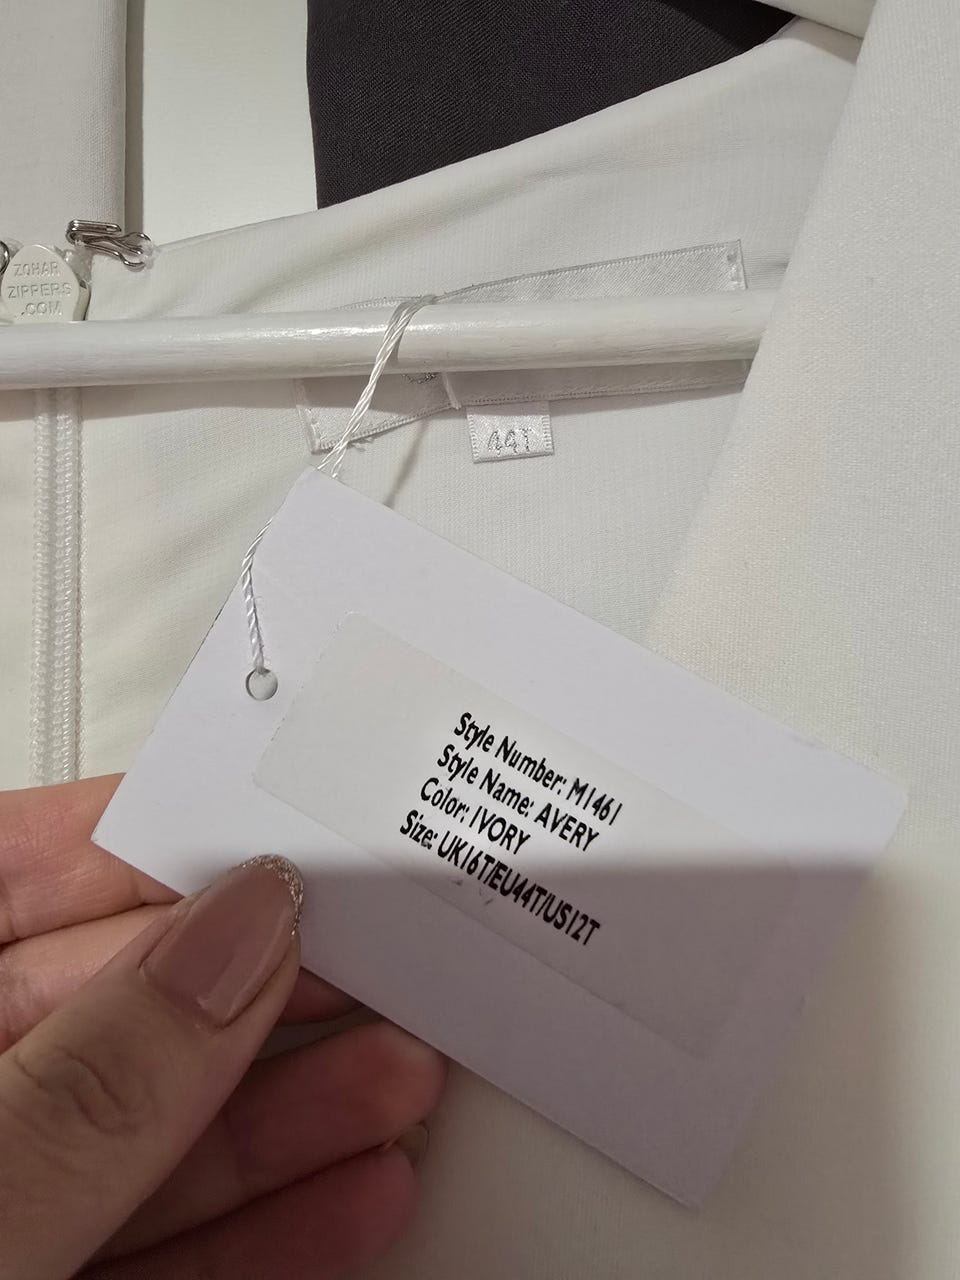 ZOHAR
ZIPPERS
.COM
44T
Style Number: M1461
Style Name: AVERY
Color: IVORY
Size: UK16T/EU44T/US12T